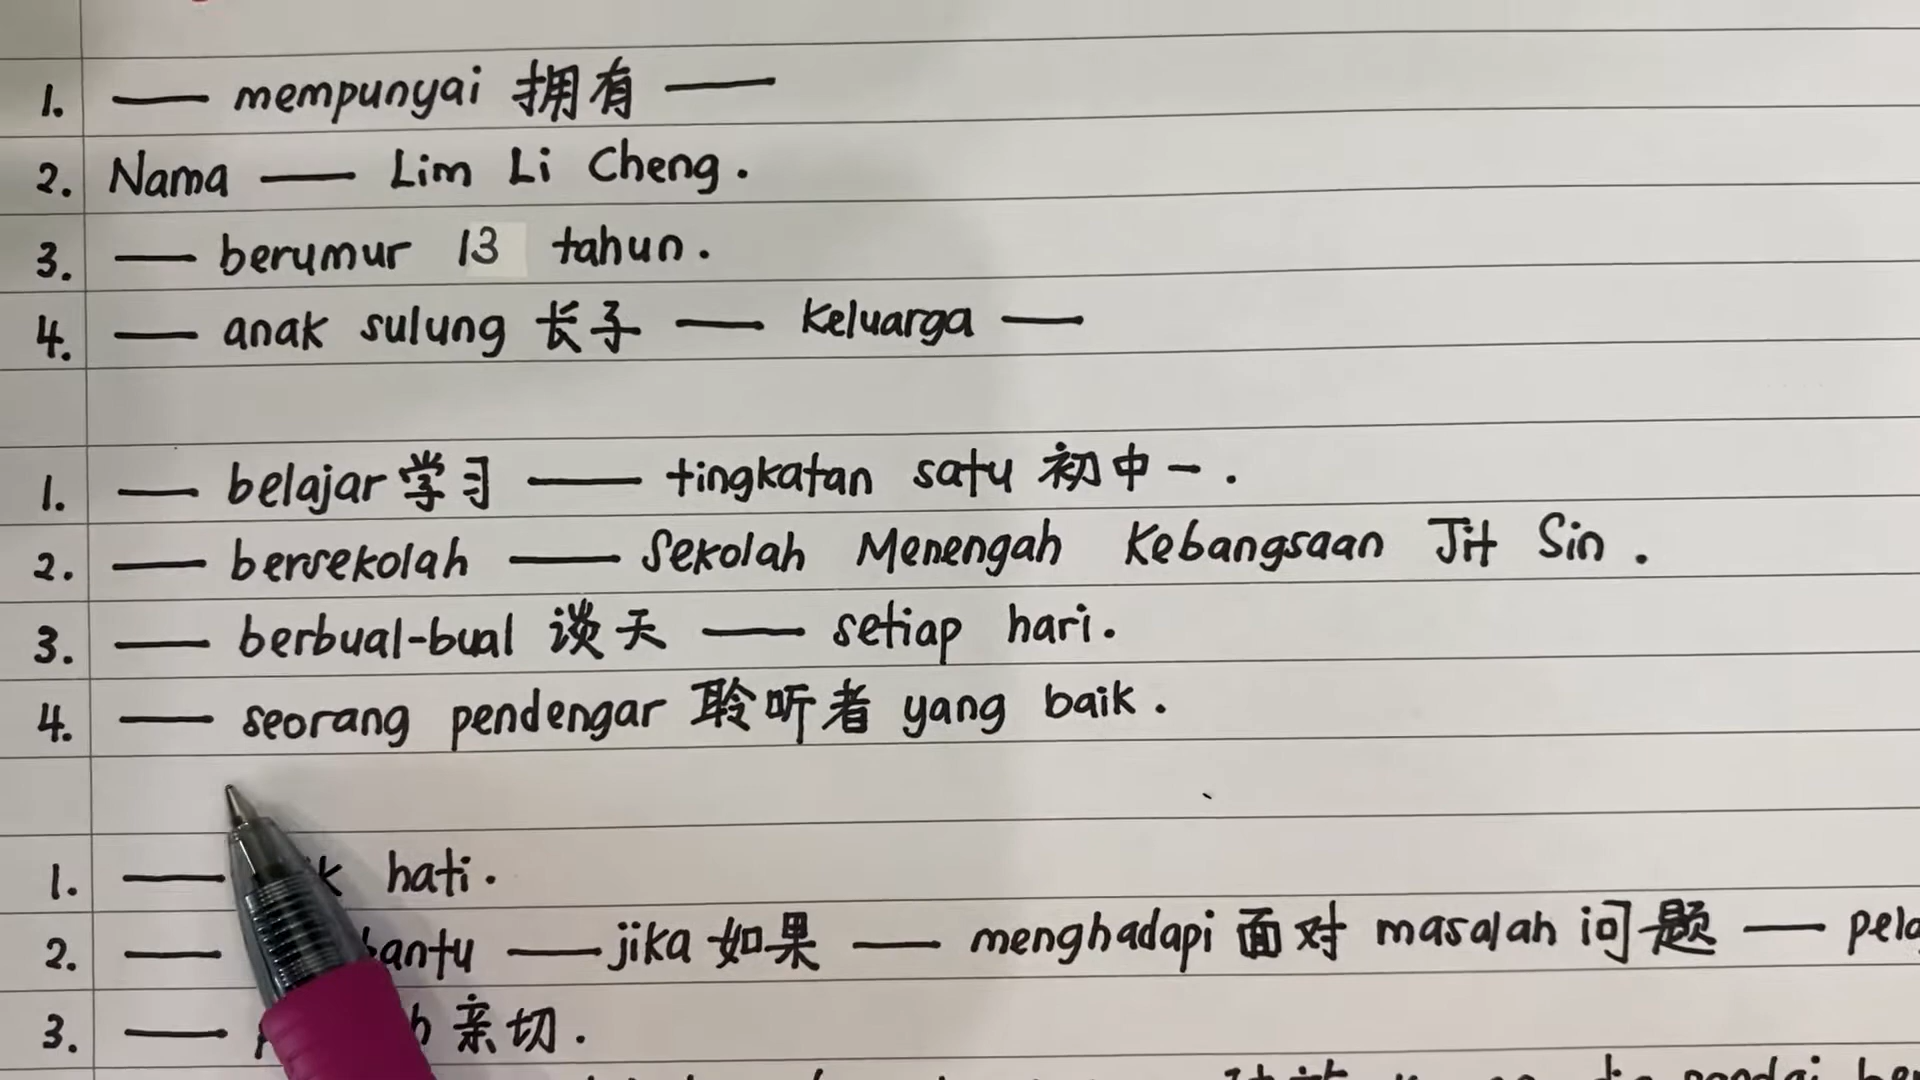 1. — mempunyai 拥有 —
2. Nama — Lim Li Cheng.
3. — berumur 13 tahun.
4. — anak sulung 长子 — keluarga —
1. — belajar 学习 — tingkatan satu 初中一.
2. — bersekolah — Sekolah Menengah Kebangsaan Jit Sin.
3. — berbual-bual 谈天 — setiap hari.
4. — seorang pendengar 聆听者 yang baik.
1. — hati.
2. — — jika 如果 — menghadapi 面对 masalah 问题 —
3. — 亲切.